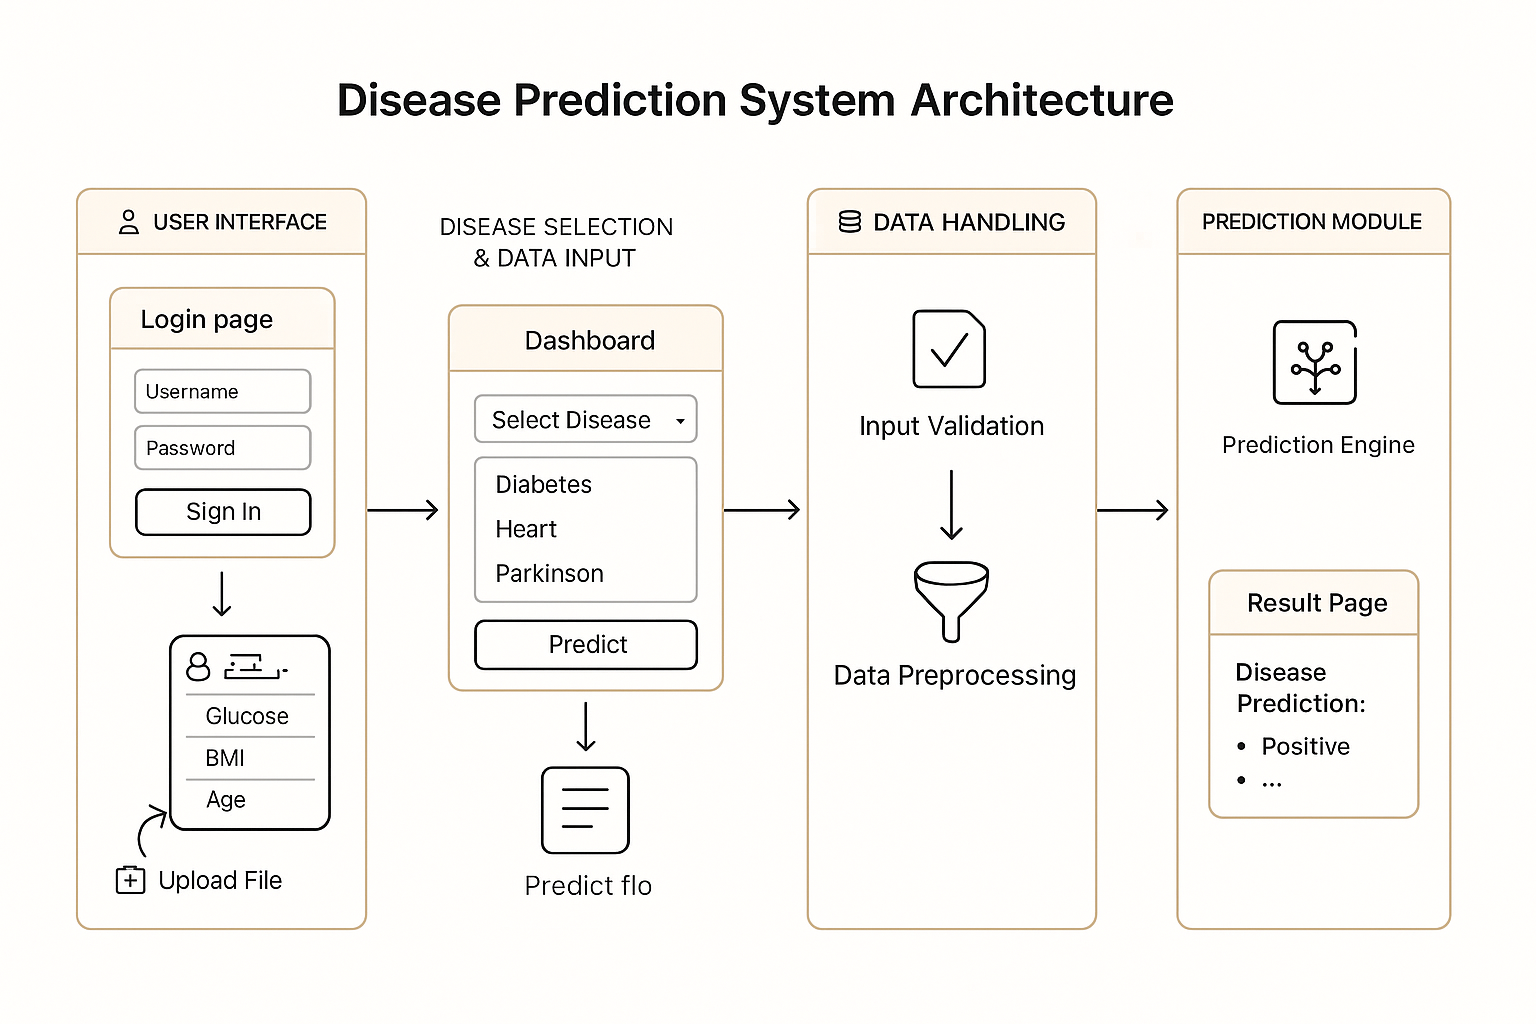 Disease Prediction System Architecture
USER INTERFACE
Login page
Username
Password
Sign In
Glucose
BMI
Age
Upload File
DISEASE SELECTION
& DATA INPUT
Dashboard
Select Disease
Diabetes
Heart
Parkinson
Predict
Predict flo
DATA HANDLING
Input Validation
Data Preprocessing
PREDICTION MODULE
Prediction Engine
Result Page
Disease
Prediction:
• Positive
• ...